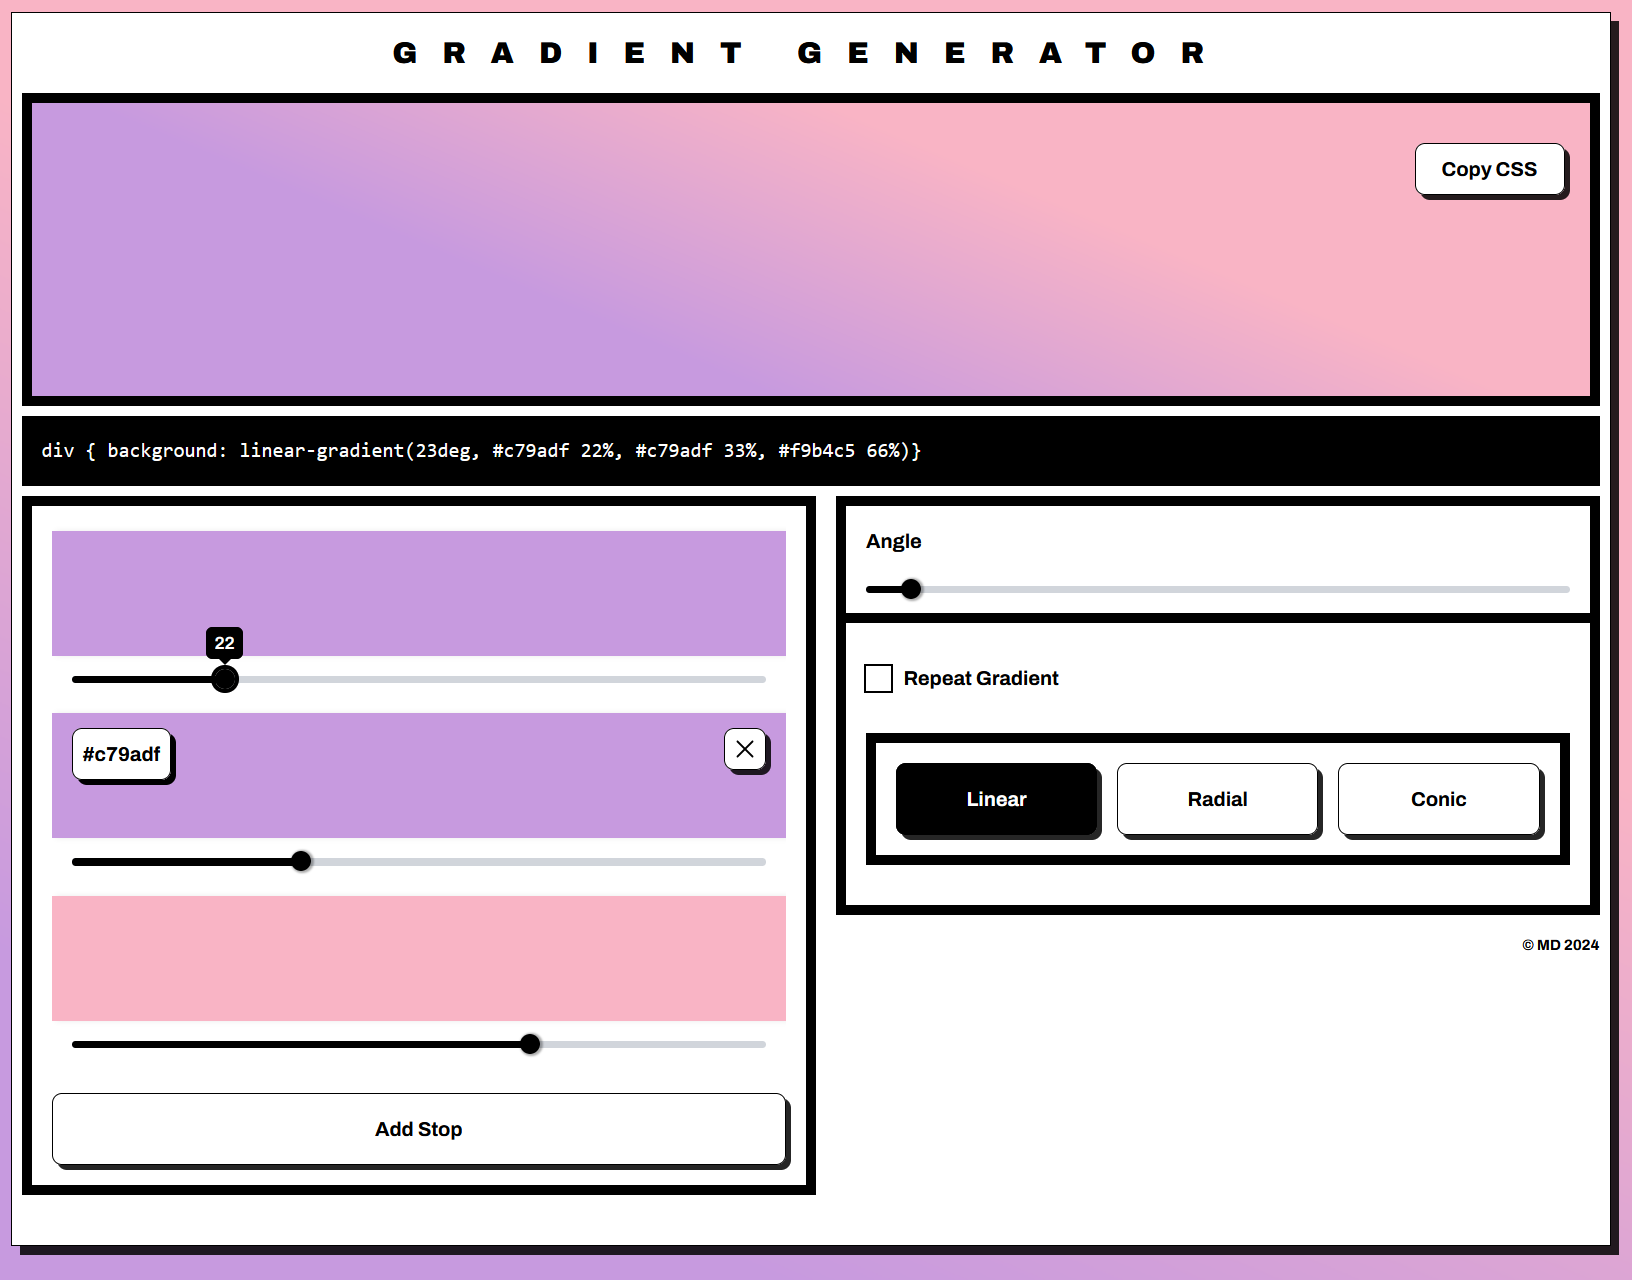 GRADIENT GENERATOR
Copy CSS
div { background: linear-gradient(23deg, #c79adf 22%, #c79adf 33%, #f9b4c5 66%)}
22
#c79adf
Add Stop
Angle
Repeat Gradient
Linear
Radial
Conic
© MD 2024